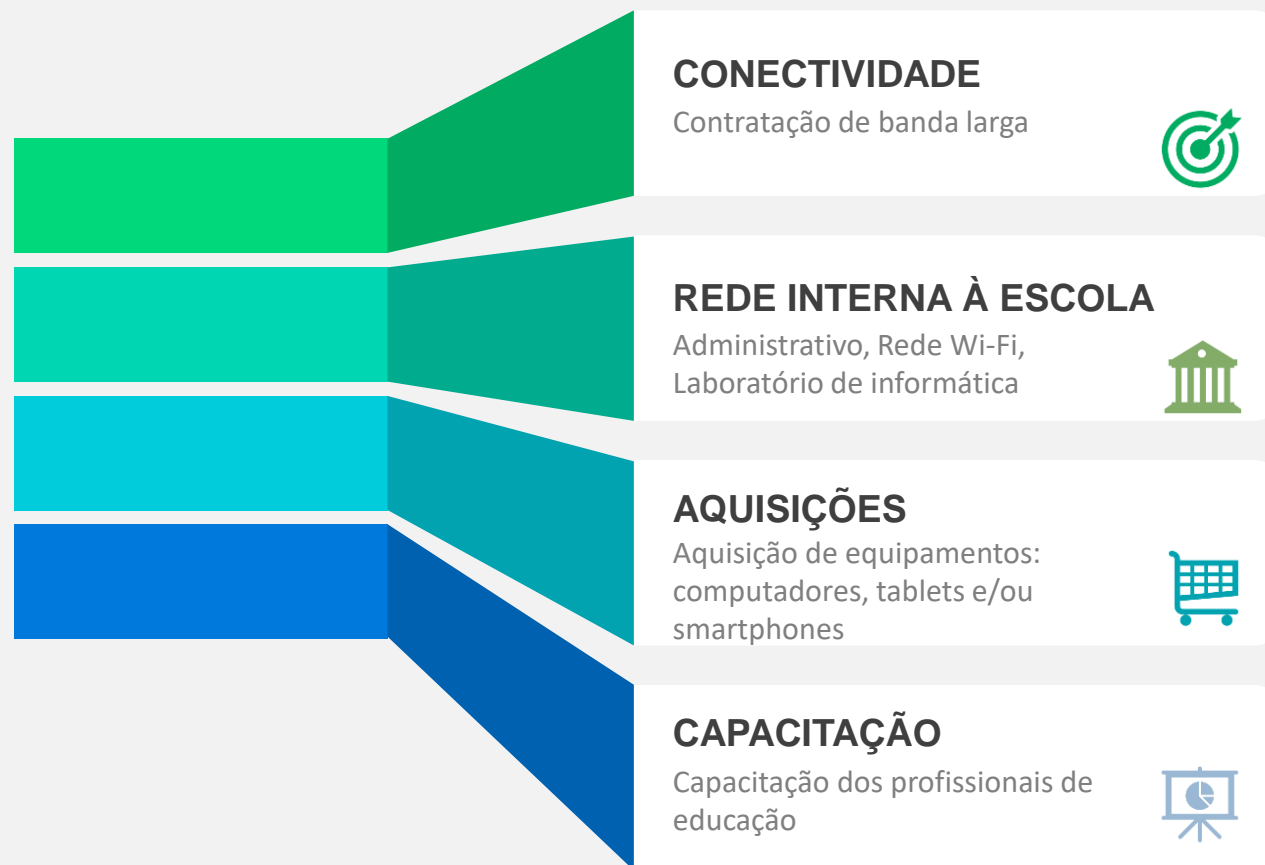 CONECTIVIDADE
Contratação de banda larga
REDE INTERNA À ESCOLA
Administrativo, Rede Wi-Fi,
Laboratório de informática
AQUISIÇÕES
Aquisição de equipamentos:
computadores, tablets e/ou
smartphones
CAPACITAÇÃO
Capacitação dos profissionais de
educação